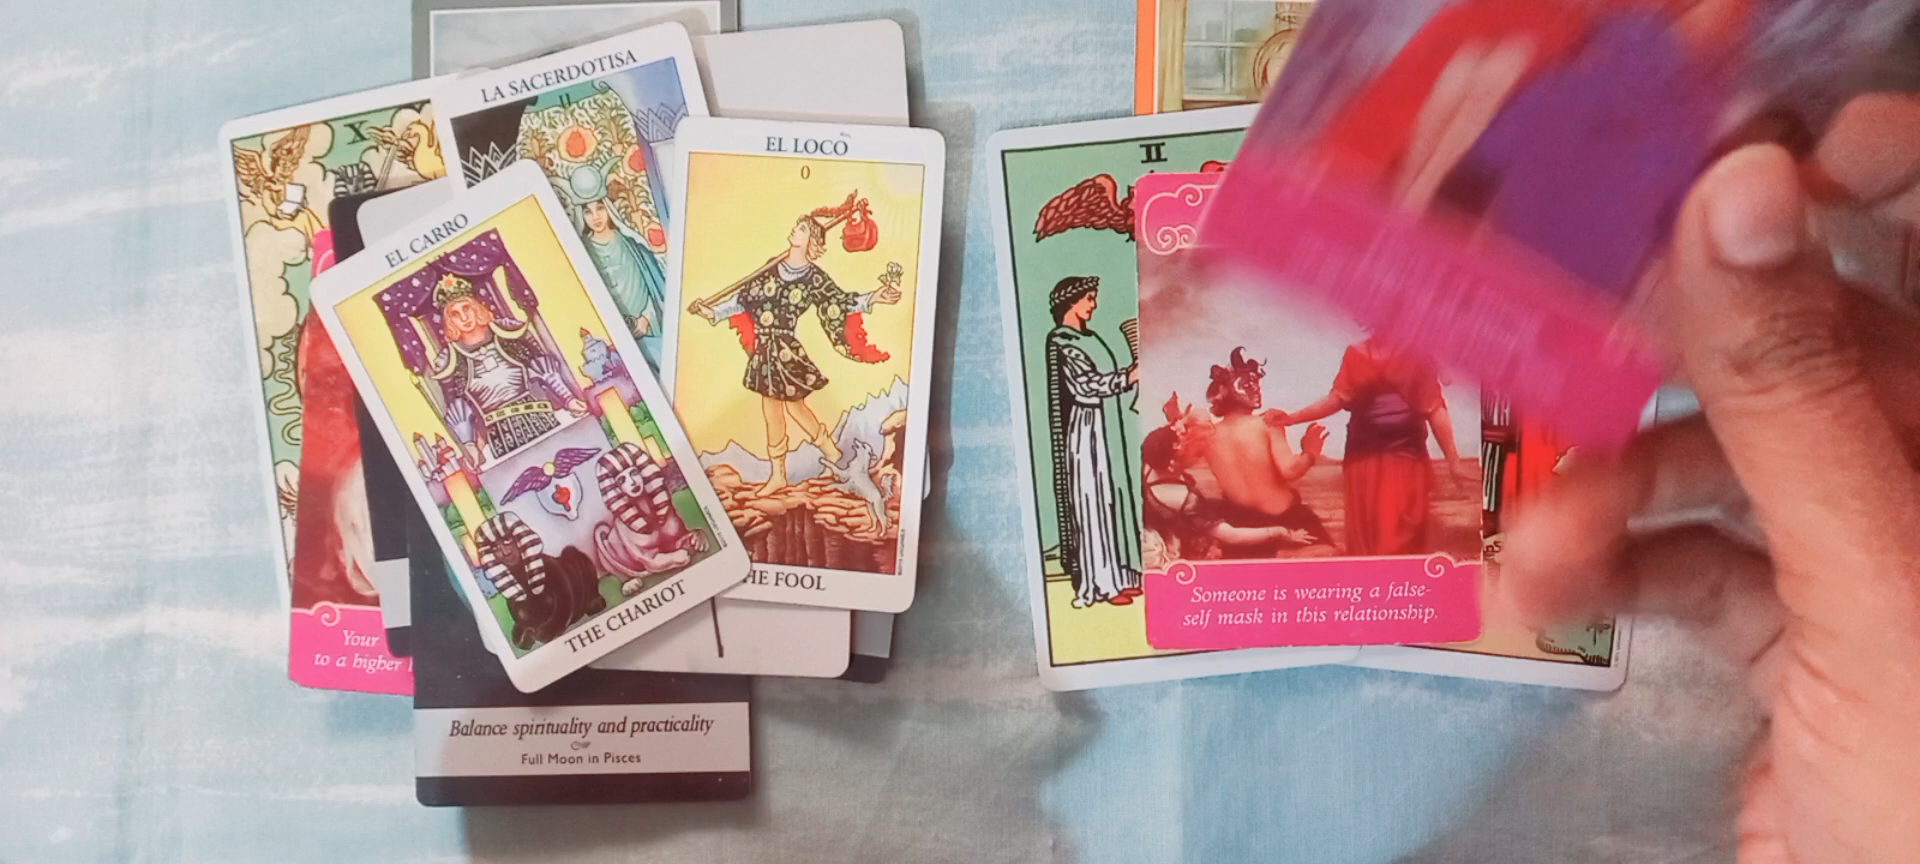 X
LA SACERDOTISA
II
EL CARRO
THE CHARIOT
EL LOCO
0
HE FOOL
Your
to a higher
Balance spirituality and practicality
Full Moon in Pisces
II
Someone is wearing a false-
self mask in this relationship.